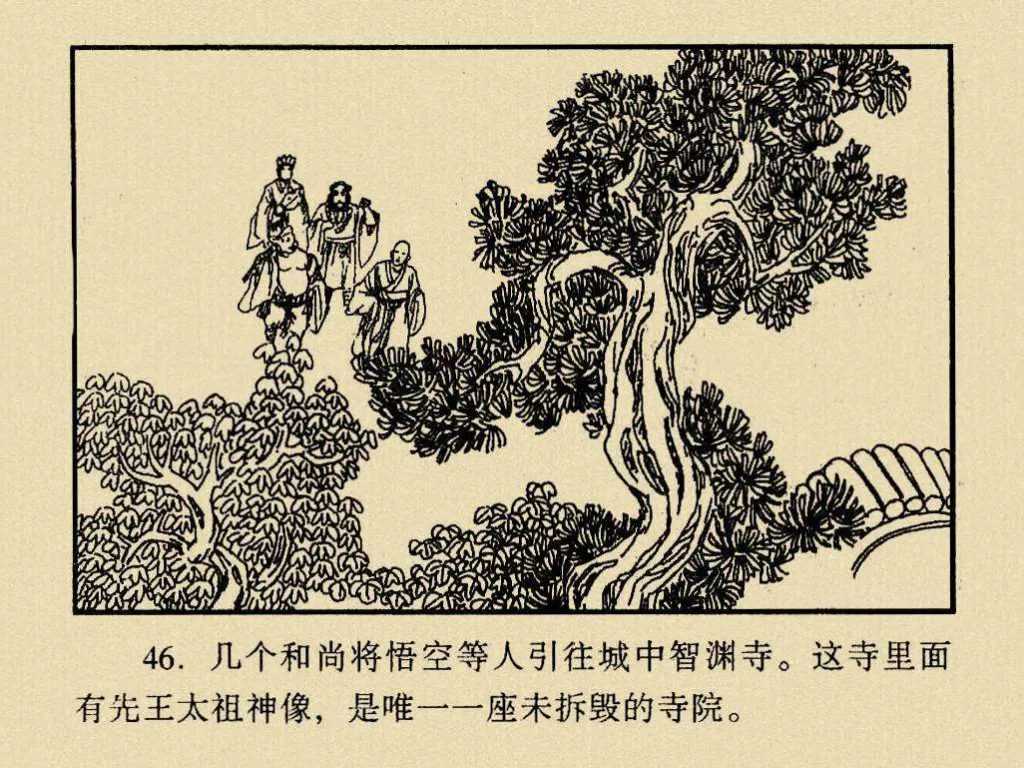 46. 几个和尚将悟空等人引往城中智渊寺。这寺里面
有先王太祖神像，是唯一一座未拆毁的寺院。